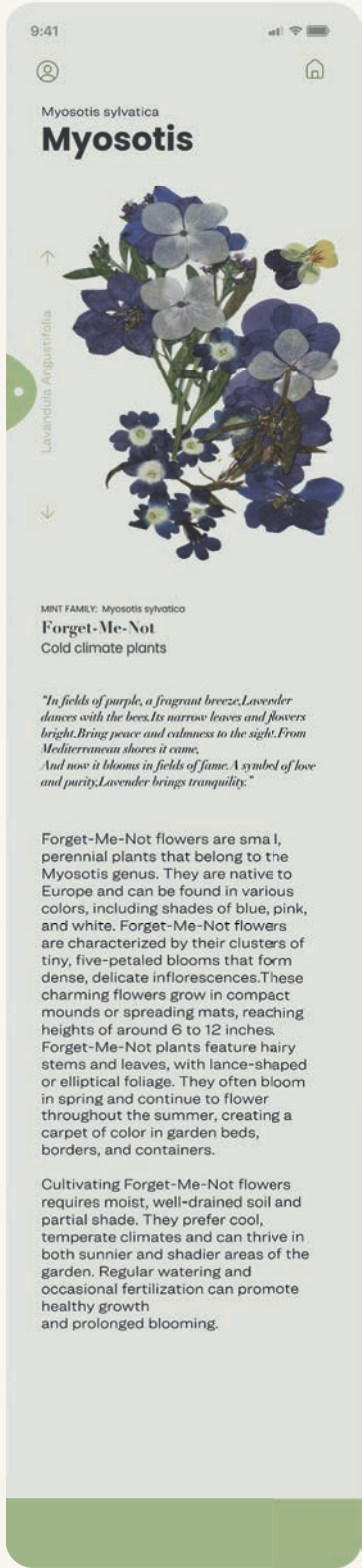 9:41
Myosotis sylvatica
Myosotis
Lavandula Angustifolia
MINT FAMILY: Myosotis sylvatica
Forget-Me-Not
Cold climate plants
"In fields of purple, a fragrant breeze,Lavender
dances with the bees.Its narrow leaves and flowers
bright.Bring peace and calmness to the sight.From
Mediterranean shores it came,
And now it blooms in fields of fame.A symbol of love
and purity,Lavender brings tranquility."
Forget-Me-Not flowers are small,
perennial plants that belong to the
Myosotis genus. They are native to
Europe and can be found in various
colors, including shades of blue, pink,
and white. Forget-Me-Not flowers
are characterized by their clusters of
tiny, five-petaled blooms that form
dense, delicate inflorescences.These
charming flowers grow in compact
mounds or spreading mats, reaching
heights of around 6 to 12 inches.
Forget-Me-Not plants feature hairy
stems and leaves, with lance-shaped
or elliptical foliage. They often bloom
in spring and continue to flower
throughout the summer, creating a
carpet of color in garden beds,
borders, and containers.
Cultivating Forget-Me-Not flowers
requires moist, well-drained soil and
partial shade. They prefer cool,
temperate climates and can thrive in
both sunnier and shadier areas of the
garden. Regular watering and
occasional fertilization can promote
healthy growth
and prolonged blooming.